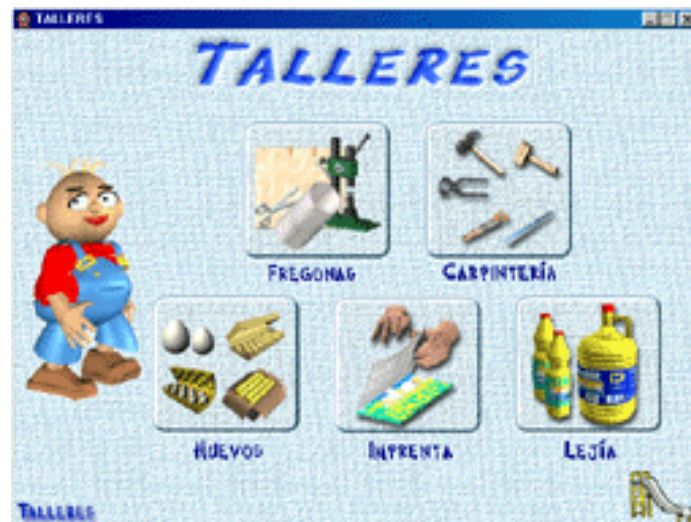 TALLERES
TALLERES
FREGONAS
CARPINTERÍA
HUEVOS
IMPRENTA
LEJÍA
TALLERES